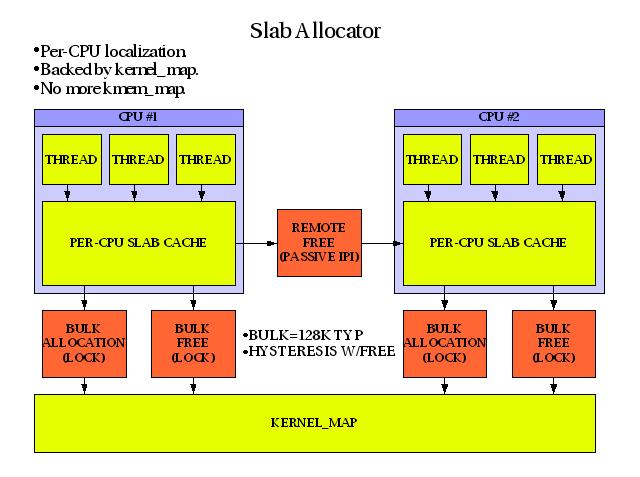 Slab Allocator
•Per-CPU localization.
•Backed by kernel_map.
•No more kmem_map.
CPU #1
CPU #2
THREAD THREAD THREAD
THREAD THREAD THREAD
PER-CPU SLAB CACHE
REMOTE
FREE
(PASSIVE IPI)
PER-CPU SLAB CACHE
BULK
ALLOCATION
(LOCK)
BULK
FREE
(LOCK)
•BULK=128K TYP
•HYSTERESIS W/FREE
BULK
ALLOCATION
(LOCK)
BULK
FREE
(LOCK)
KERNEL_MAP